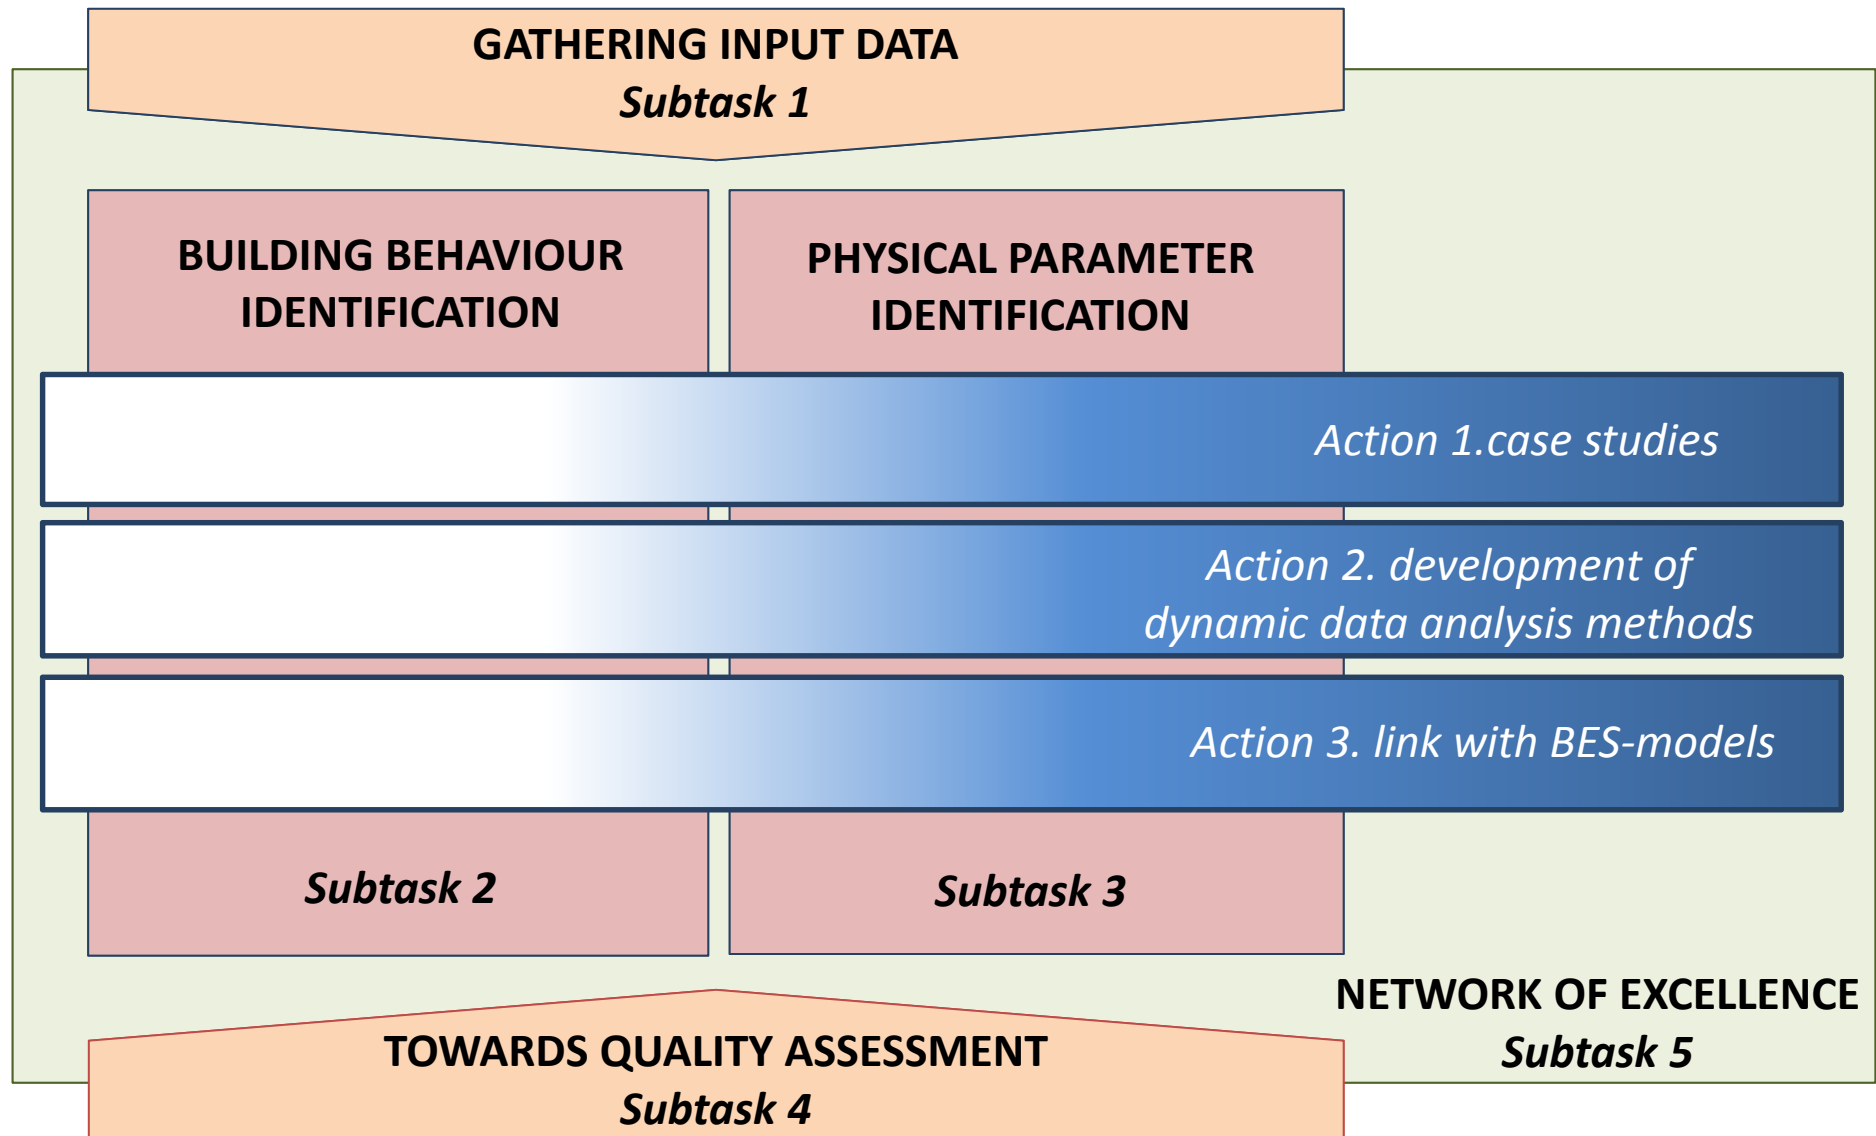 GATHERING INPUT DATA
Subtask 1
BUILDING BEHAVIOUR
IDENTIFICATION
PHYSICAL PARAMETER
IDENTIFICATION
Action 1.case studies
Action 2. development of
dynamic data analysis methods
Action 3. link with BES-models
Subtask 2
Subtask 3
NETWORK OF EXCELLENCE
Subtask 5
TOWARDS QUALITY ASSESSMENT
Subtask 4